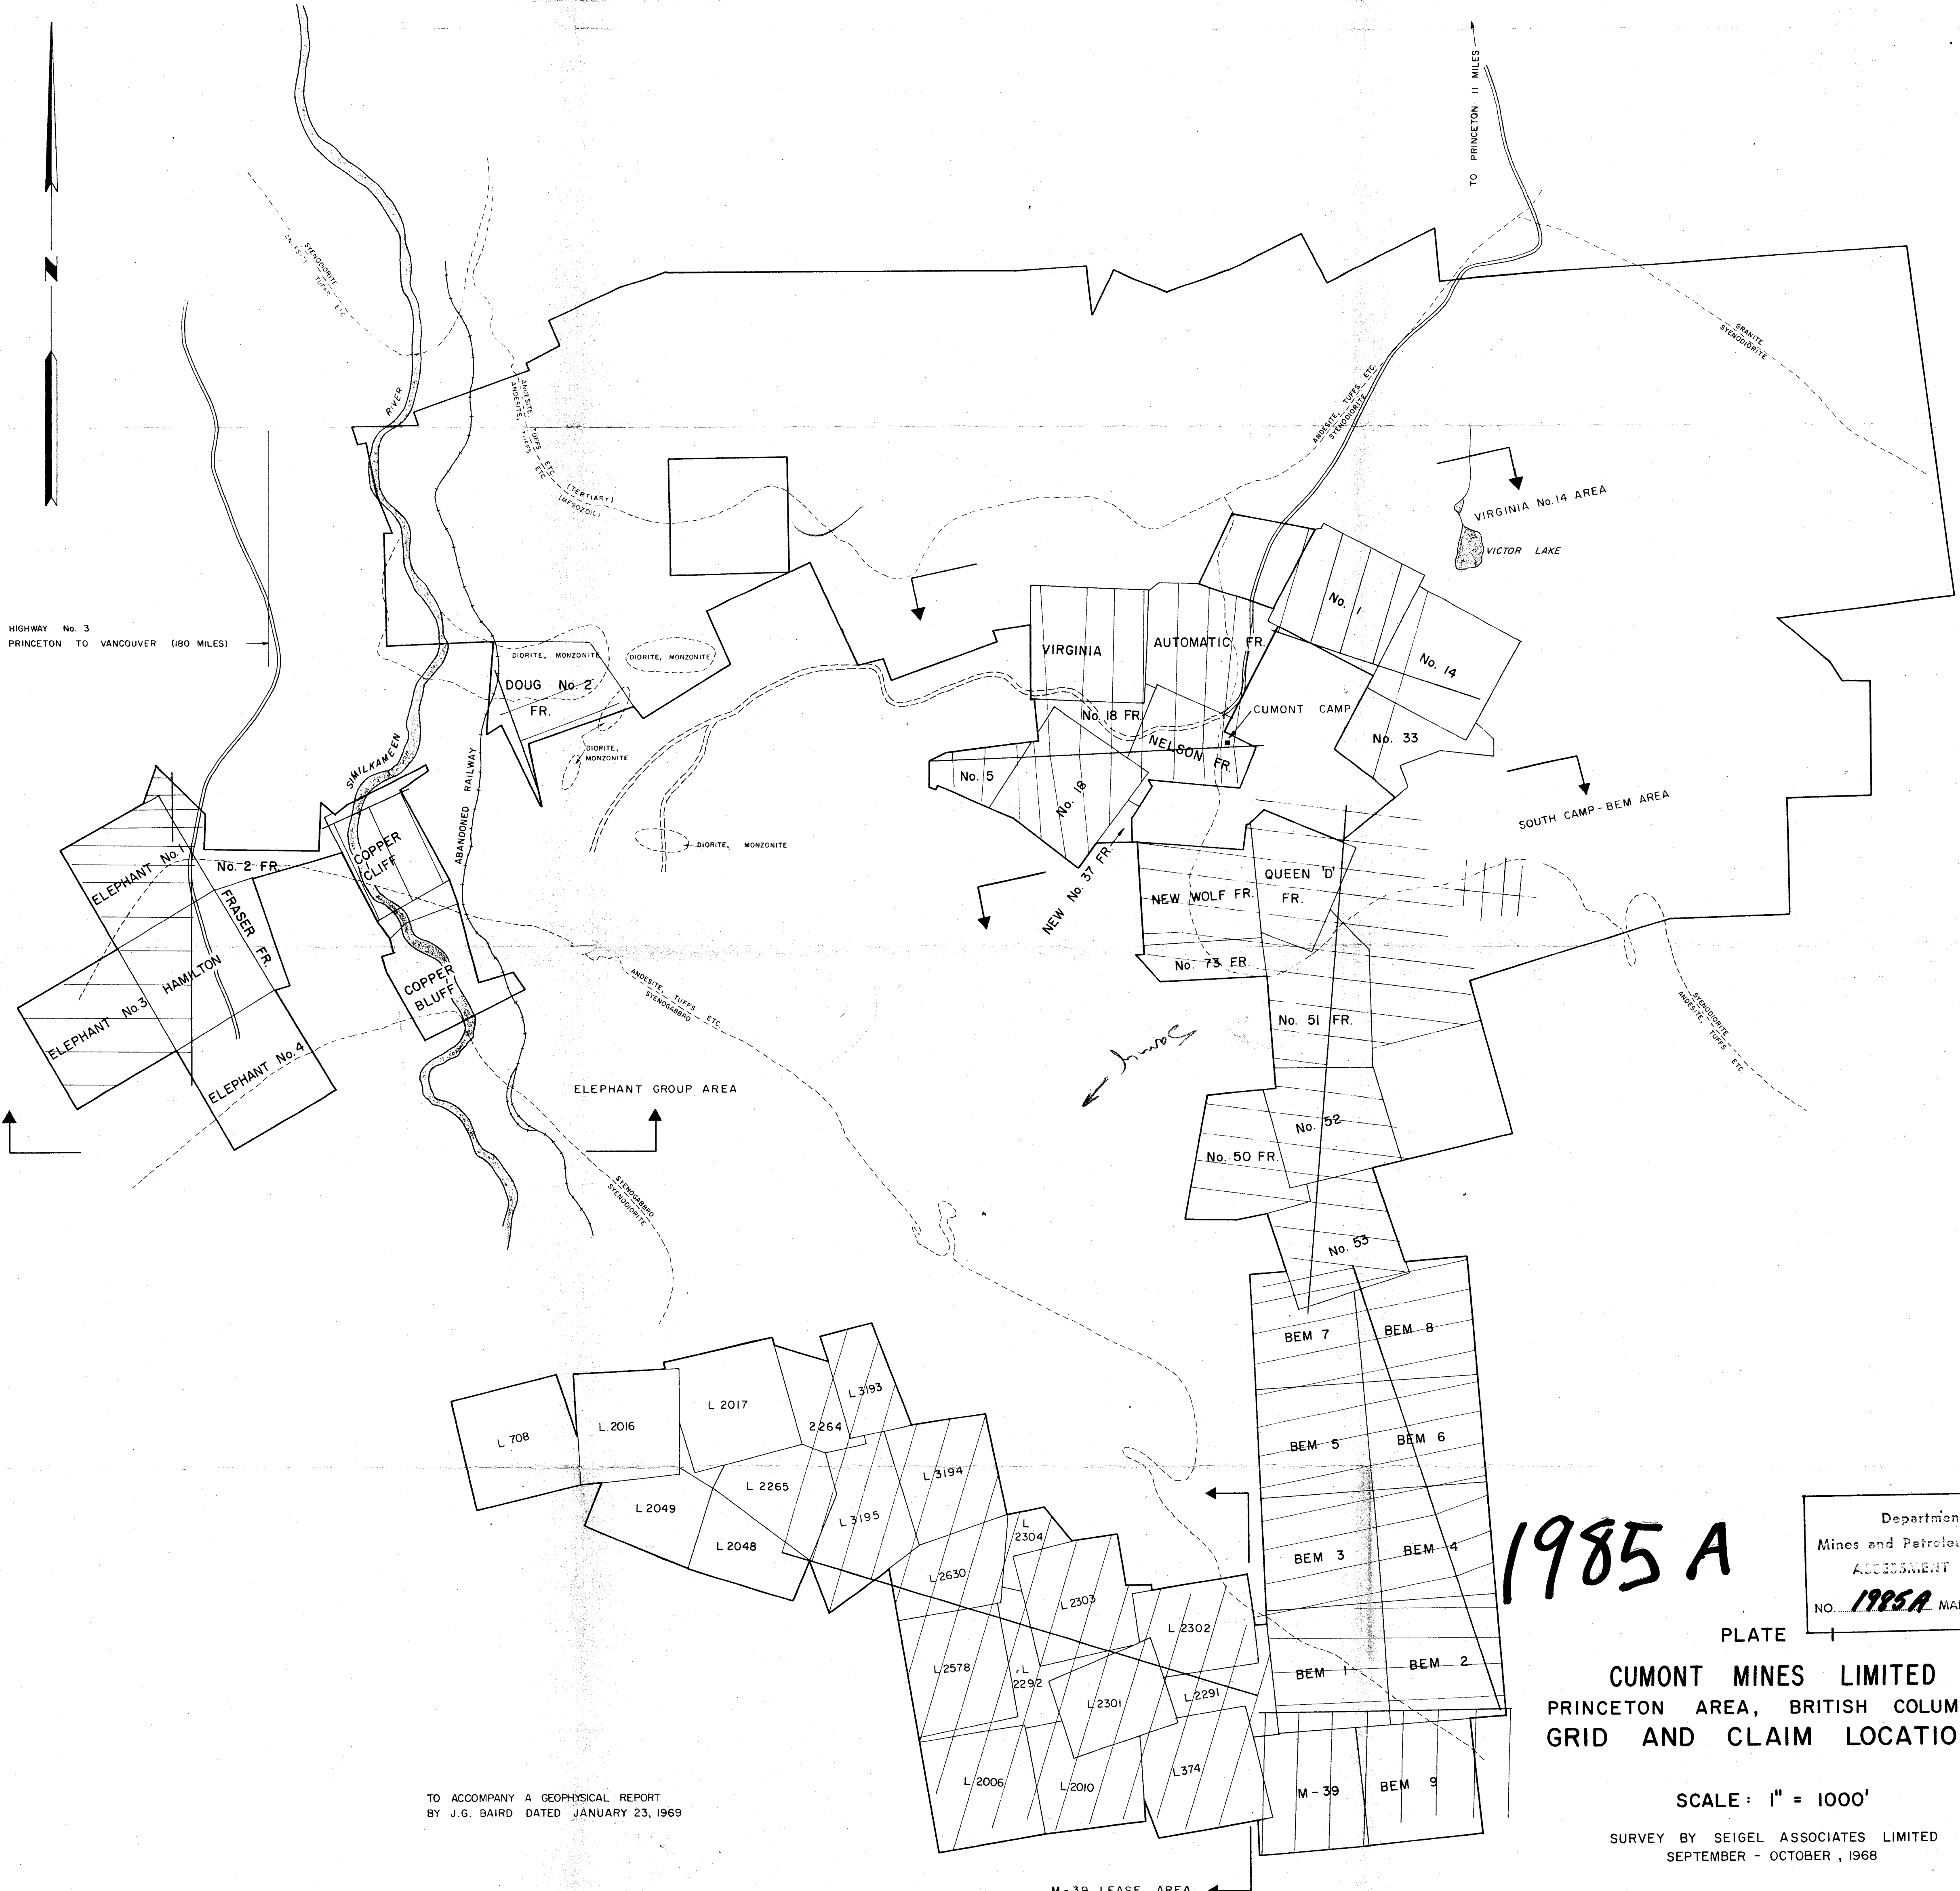 TO PRINCETON 11 MILES
N
SYENODIORITE
TUFFS ETC
RIVER
ANDESITE, TUFFS ETC (TERTIARY)
ANDESITE, TUFFS ETC (MESOZOIC)
GRANITE
SYENODIORITE
ANDESITE, TUFFS ETC
SYENODIORITE
VIRGINIA No.14 AREA
VICTOR LAKE
HIGHWAY No. 3
PRINCETON TO VANCOUVER (180 MILES)
DIORITE, MONZONITE
DIORITE, MONZONITE
DOUG No. 2
FR.
DIORITE,
MONZONITE
DIORITE, MONZONITE
SIMILKAMEEN
ABANDONED RAILWAY
VIRGINIA
AUTOMATIC FR.
No. 1
No. 14
No. 33
No. 18 FR.
NELSON FR.
CUMONT CAMP
No. 5
No. 18
NEW No. 37 FR.
SOUTH CAMP-BEM AREA
COPPER
CLIFF
COPPER
BLUFF
ELEPHANT No. 1
No. 2 FR.
FRASER FR.
HAMILTON
ELEPHANT No.3
ELEPHANT No. 4
NEW WOLF FR.
QUEEN 'D'
FR.
No. 73 FR.
No. 51 FR.
ANDESITE, TUFFS ETC
SYENOGABBRO
SYENODIORITE
ANDESITE, TUFFS ETC
ELEPHANT GROUP AREA
No. 52
No. 50 FR.
No. 53
SYENOGABBRO
SYENODIORITE
BEM 7
BEM 8
BEM 5
BEM 6
BEM 3
BEM 4
BEM 1
BEM 2
M-39
BEM 9
L 708
L.2016
L 2017
2264
L 3193
L 2049
L 2265
L 2048
L 3195
L 3194
L
2304
L 2630
L 2303
L 2302
L 2578
L
2292
L 2301
L 2291
L 2006
L 2010
L374
M-39 LEASE AREA
1985 A
Departmen
Mines and Petroleu
ASSESSMENT
NO. 1985A MA
PLATE 1
CUMONT MINES LIMITED
PRINCETON AREA, BRITISH COLUM
GRID AND CLAIM LOCATIO
SCALE: 1" = 1000'
SURVEY BY SEIGEL ASSOCIATES LIMITED
SEPTEMBER - OCTOBER, 1968
TO ACCOMPANY A GEOPHYSICAL REPORT
BY J.G. BAIRD DATED JANUARY 23, 1969